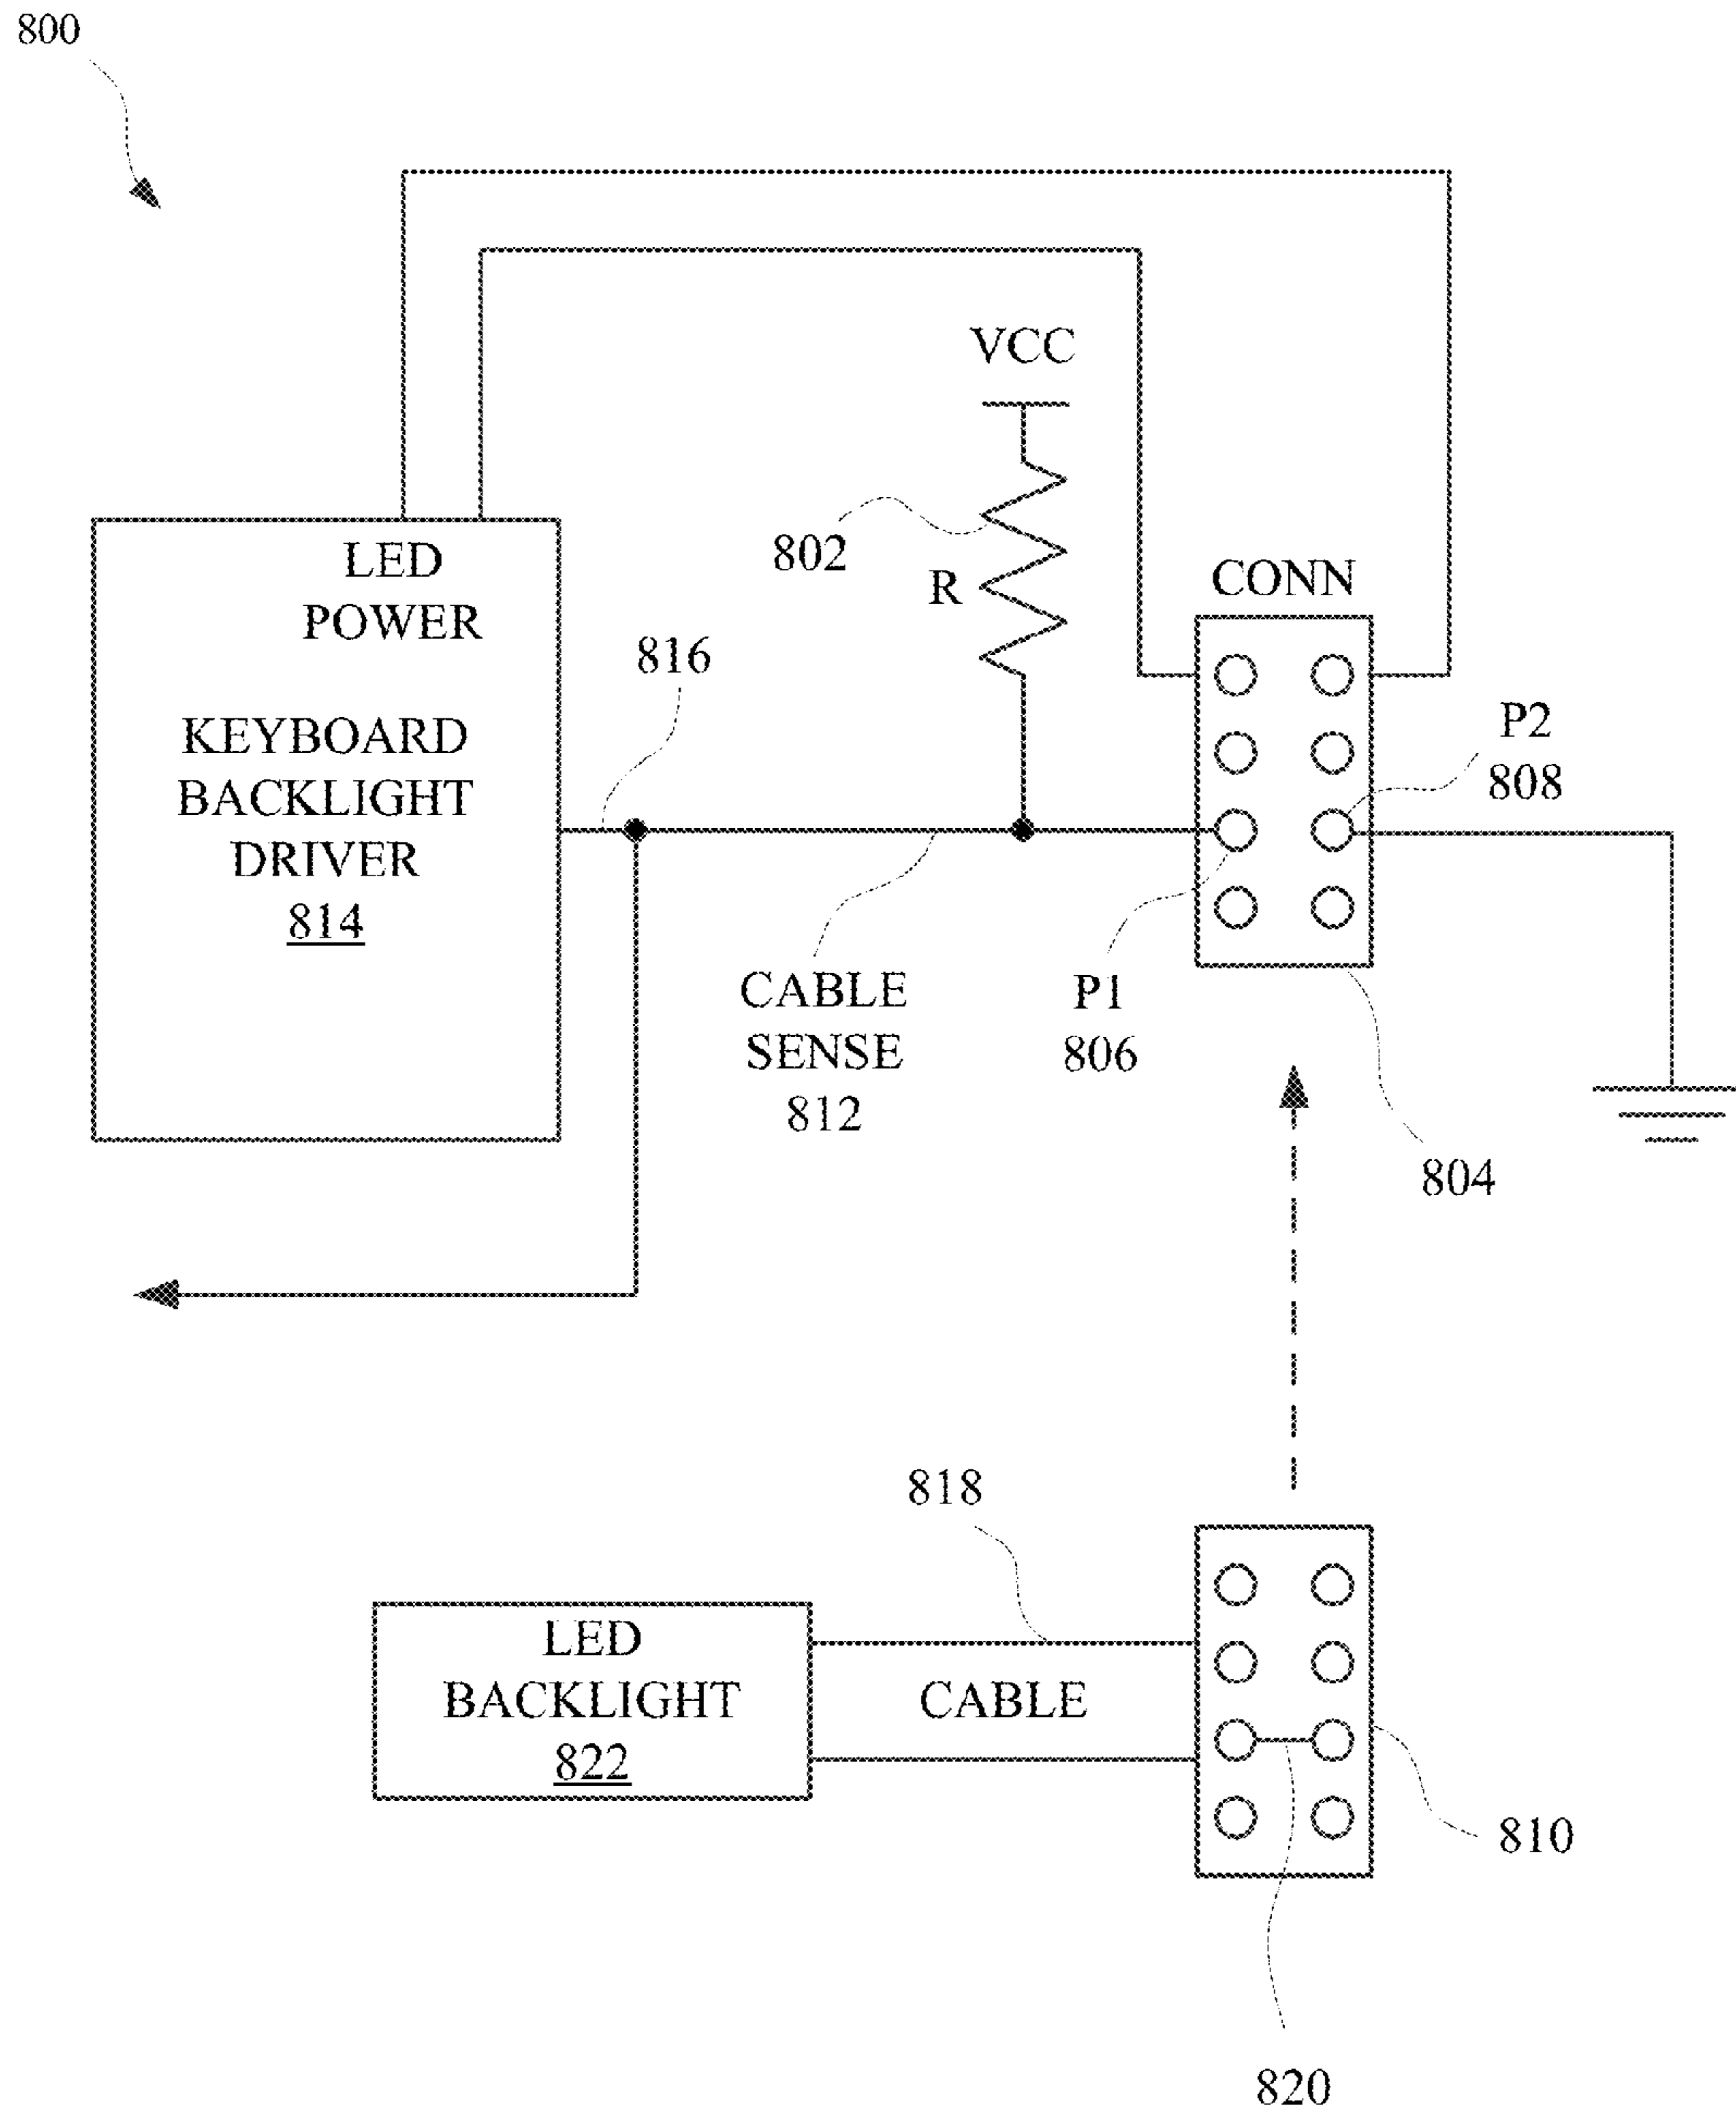 800
VCC
802
R
CONN
LED
POWER
816
P2
808
KEYBOARD
BACKLIGHT
DRIVER
814
CABLE
SENSE
812
P1
806
804
818
LED
BACKLIGHT
822
CABLE
810
820